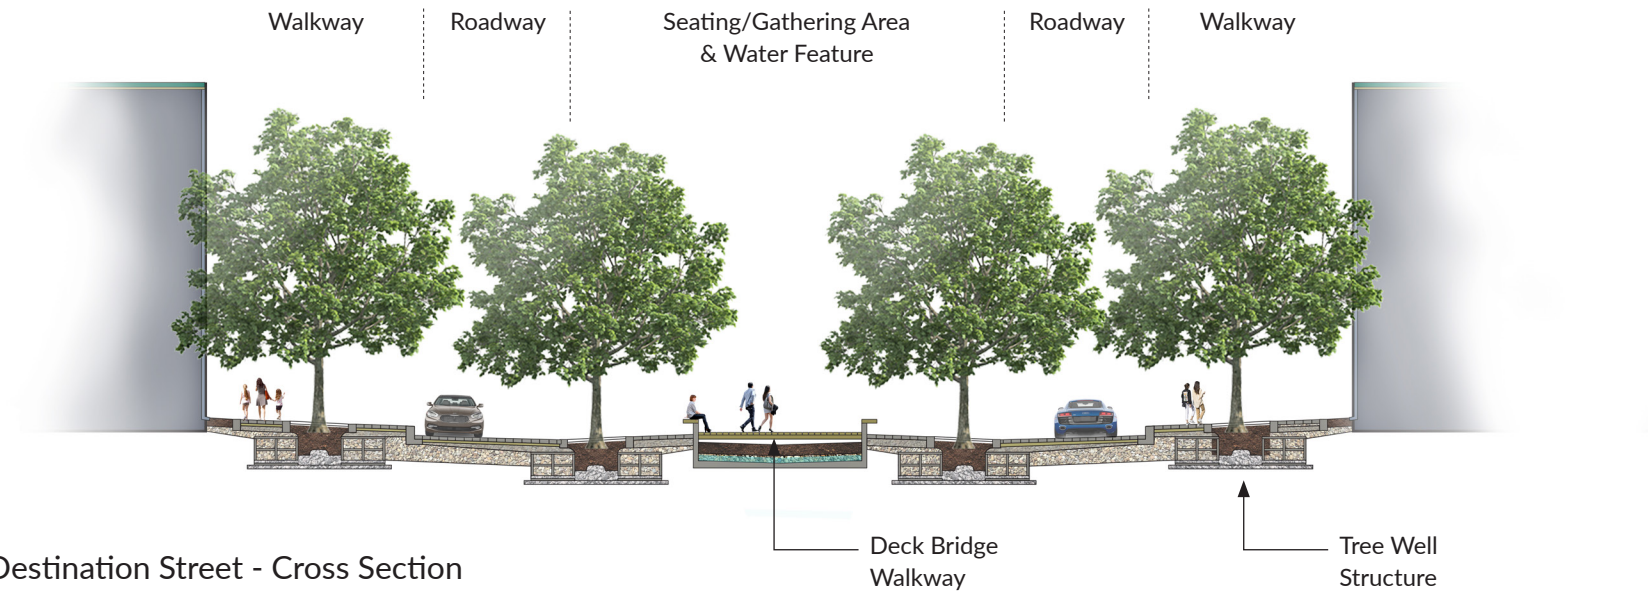 Walkway
Roadway
Seating/Gathering Area
& Water Feature
Roadway
Walkway
Deck Bridge
Walkway
Tree Well
Structure
Destination Street - Cross Section